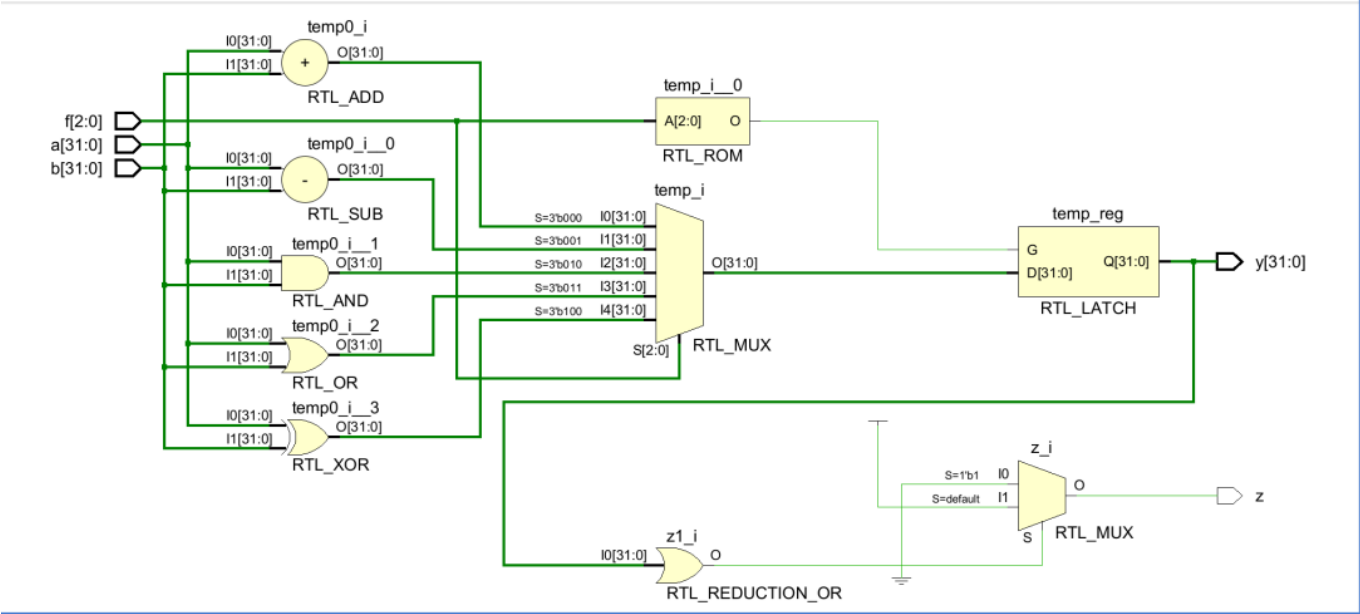 temp0_i
I0[31:0]
I1[31:0]
+
O[31:0]
RTL_ADD
f[2:0]
a[31:0]
b[31:0]
temp0_i__0
I0[31:0]
I1[31:0]
-
O[31:0]
RTL_SUB
temp0_i__1
I0[31:0]
I1[31:0]
O[31:0]
RTL_AND
temp0_i__2
I0[31:0]
I1[31:0]
O[31:0]
RTL_OR
temp0_i__3
I0[31:0]
I1[31:0]
O[31:0]
RTL_XOR
temp_i__0
A[2:0] O
RTL_ROM
temp_i
S=3'b000 I0[31:0]
S=3'b001 I1[31:0]
S=3'b010 I2[31:0]
S=3'b011 I3[31:0]
S=3'b100 I4[31:0]
S[2:0]
O[31:0]
RTL_MUX
temp_reg
G
D[31:0]
Q[31:0]
RTL_LATCH
y[31:0]
z1_i
I0[31:0]
O
RTL_REDUCTION_OR
z_i
S=1'b1 I0
S=default I1
S
O
RTL_MUX
z